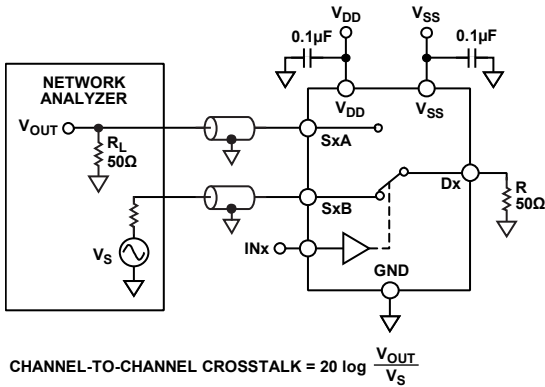 VDD
VSS
0.1µF
0.1µF
NETWORK
ANALYZER
VDD
VSS
VOUT
RL
50Ω
SxA
SxB
Dx
R
50Ω
VS
INx
GND
CHANNEL-TO-CHANNEL CROSSTALK = 20 log VOUT
VS